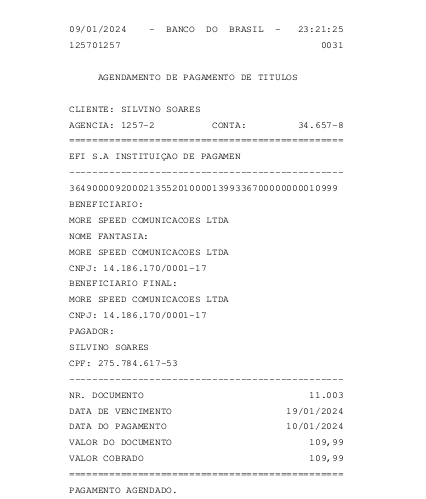 09/01/2024 - BANCO DO BRASIL - 23:21:25
125701257 0031
AGENDAMENTO DE PAGAMENTO DE TITULOS
CLIENTE: SILVINO SOARES
AGENCIA: 1257-2 CONTA: 34.657-8
================================================
EFI S.A INSTITUIÇAO DE PAGAMEN
------------------------------------------------
36490000920002135520100001399336700000000010999
BENEFICIARIO:
MORE SPEED COMUNICACOES LTDA
NOME FANTASIA:
MORE SPEED COMUNICACOES LTDA
CNPJ: 14.186.170/0001-17
BENEFICIARIO FINAL:
MORE SPEED COMUNICACOES LTDA
CNPJ: 14.186.170/0001-17
PAGADOR:
SILVINO SOARES
CPF: 275.784.617-53
------------------------------------------------
NR. DOCUMENTO 11.003
DATA DE VENCIMENTO 19/01/2024
DATA DO PAGAMENTO 10/01/2024
VALOR DO DOCUMENTO 109,99
VALOR COBRADO 109,99
================================================
PAGAMENTO AGENDADO.